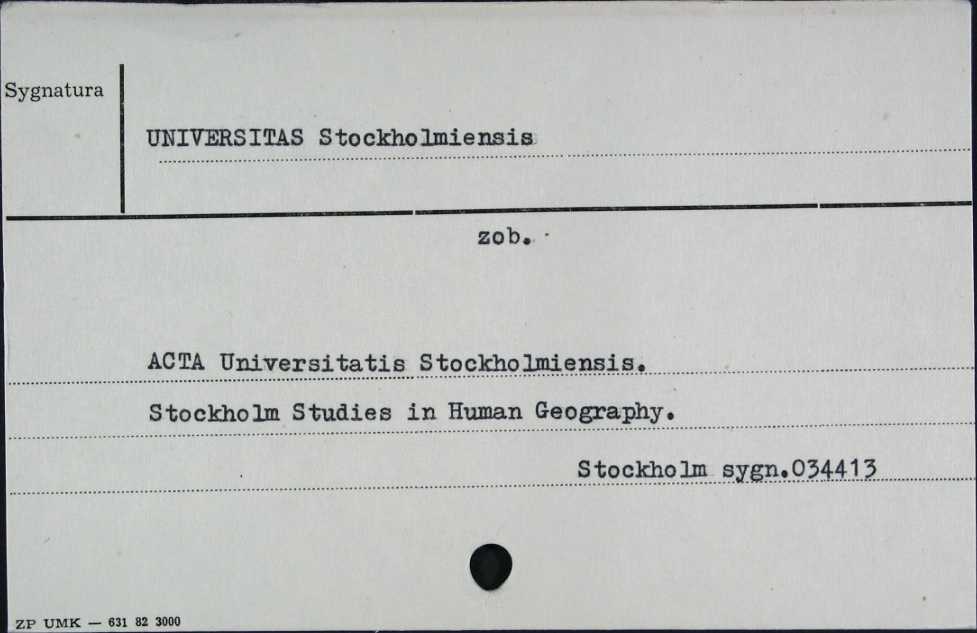 Sygnatura
UNIVERSITAS Stockholmiensis
zob.
ACTA Universitatis Stockholmiensis.
Stockholm Studies in Human Geography.
Stockholm sygn.034413
ZP UMK — 631 82 3000